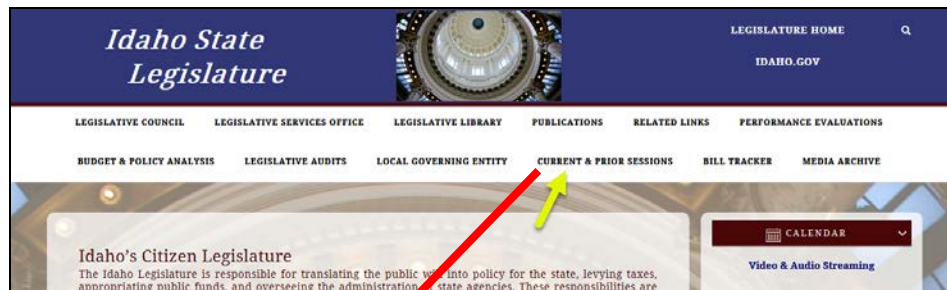 Idaho State
Legislature
LEGISLATURE HOME
IDAHO.GOV
LEGISLATIVE COUNCIL LEGISLATIVE SERVICES OFFICE LEGISLATIVE LIBRARY PUBLICATIONS RELATED LINKS PERFORMANCE EVALUATIONS
BUDGET & POLICY ANALYSIS LEGISLATIVE AUDITS LOCAL GOVERNING ENTITY CURRENT & PRIOR SESSIONS BILL TRACKER MEDIA ARCHIVE
CALENDAR
Video & Audio Streaming
Idaho's Citizen Legislature
The Idaho Legislature is responsible for translating the public into policy for the state, levying taxes,
appropriating public funds, and overseeing the administration state agencies. These responsibilities are